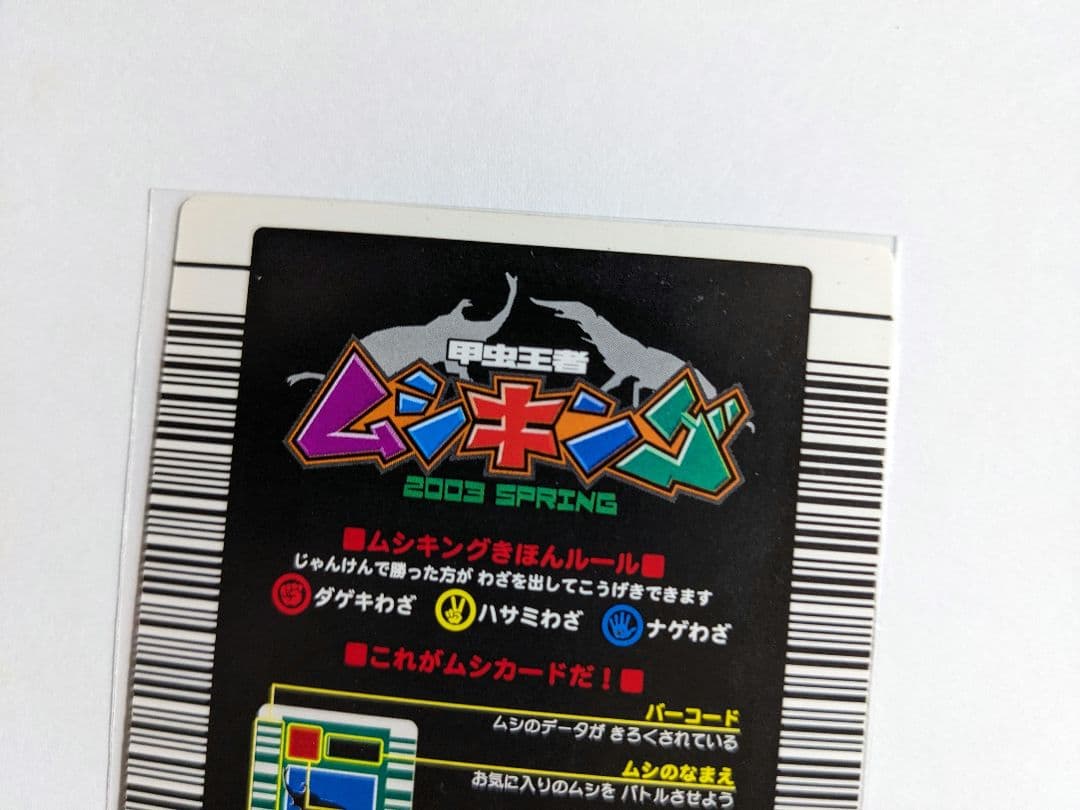 甲虫王者
ムシキング
2003 SPRING
■ムシキングきほんルール■
じゃんけんで勝った方が わざを出してこうげきできます
ダゲキわざ ハサミわざ ナゲわざ
■これがムシカードだ！■
バーコード
ムシのデータが きろくされている
ムシのなまえ
お気に入りのムシを バトルさせよう